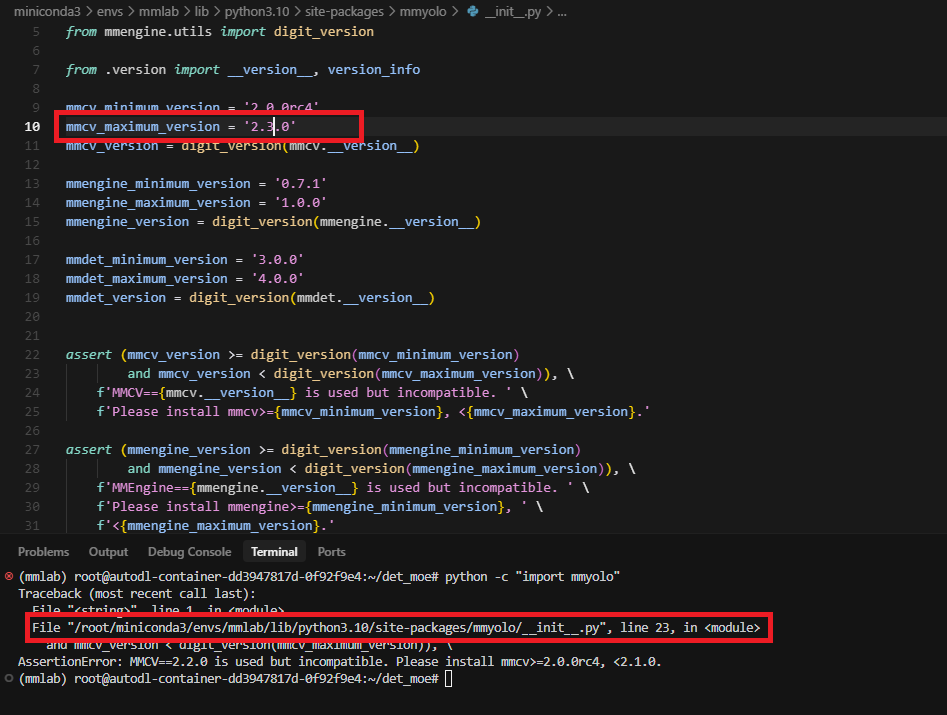 miniconda3 > envs > mmlab > lib > python3.10 > site-packages > mmyolo > __init__.py > ...
5 from mmengine.utils import digit_version
6
7 from .version import __version__, version_info
8
9 mmcv_minimum_version = '2.0.0rc4'
10 mmcv_maximum_version = '2.3.0'
11 mmcv_version = digit_version(mmcv.__version__)
12
13 mmengine_minimum_version = '0.7.1'
14 mmengine_maximum_version = '1.0.0'
15 mmengine_version = digit_version(mmengine.__version__)
16
17 mmdet_minimum_version = '3.0.0'
18 mmdet_maximum_version = '4.0.0'
19 mmdet_version = digit_version(mmdet.__version__)
20
21
22 assert (mmcv_version >= digit_version(mmcv_minimum_version)
23 and mmcv_version < digit_version(mmcv_maximum_version)), \
24 f'MMCV=={mmcv.__version__} is used but incompatible. ' \
25 f'Please install mmcv>={mmcv_minimum_version}, <{mmcv_maximum_version}.'
26
27 assert (mmengine_version >= digit_version(mmengine_minimum_version)
28 and mmengine_version < digit_version(mmengine_maximum_version)), \
29 f'MMEngine=={mmengine.__version__} is used but incompatible. ' \
30 f'Please install mmengine>={mmengine_minimum_version}, ' \
31 f'<{mmengine_maximum_version}.'
Problems Output Debug Console Terminal Ports
(mmlab) root@autodl-container-dd3947817d-0f92f9e4:~/det_moe# python -c "import mmyolo"
Traceback (most recent call last):
File "<string>", line 1, in <module>
File "/root/miniconda3/envs/mmlab/lib/python3.10/site-packages/mmyolo/__init__.py", line 23, in <module>
and mmcv_version < digit_version(mmcv_maximum_version)), \
AssertionError: MMCV==2.2.0 is used but incompatible. Please install mmcv>=2.0.0rc4, <2.1.0.
(mmlab) root@autodl-container-dd3947817d-0f92f9e4:~/det_moe#